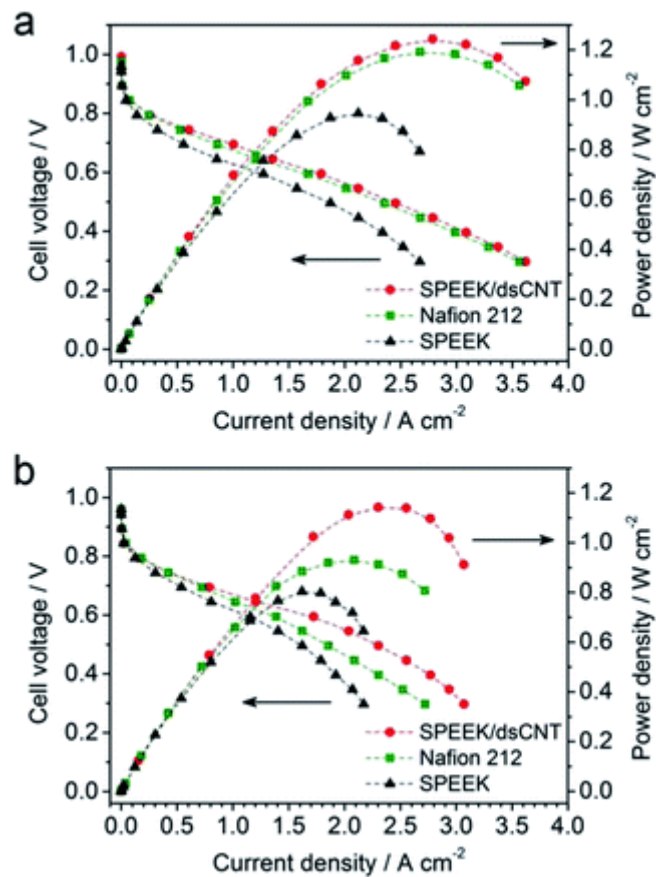 a
1.0
0.8
0.6
0.4
0.2
0.0
Cell voltage / V
1.2
1.0
0.8
0.6
0.4
0.2
0.0
Power density / W cm-2
SPEEK/dsCNT
Nafion 212
SPEEK
0.0 0.5 1.0 1.5 2.0 2.5 3.0 3.5 4.0
Current density / A cm-2
b
1.0
0.8
0.6
0.4
0.2
0.0
Cell voltage / V
1.2
1.0
0.8
0.6
0.4
0.2
0.0
Power density / W cm-2
SPEEK/dsCNT
Nafion 212
SPEEK
0.0 0.5 1.0 1.5 2.0 2.5 3.0 3.5 4.0
Current density / A cm-2